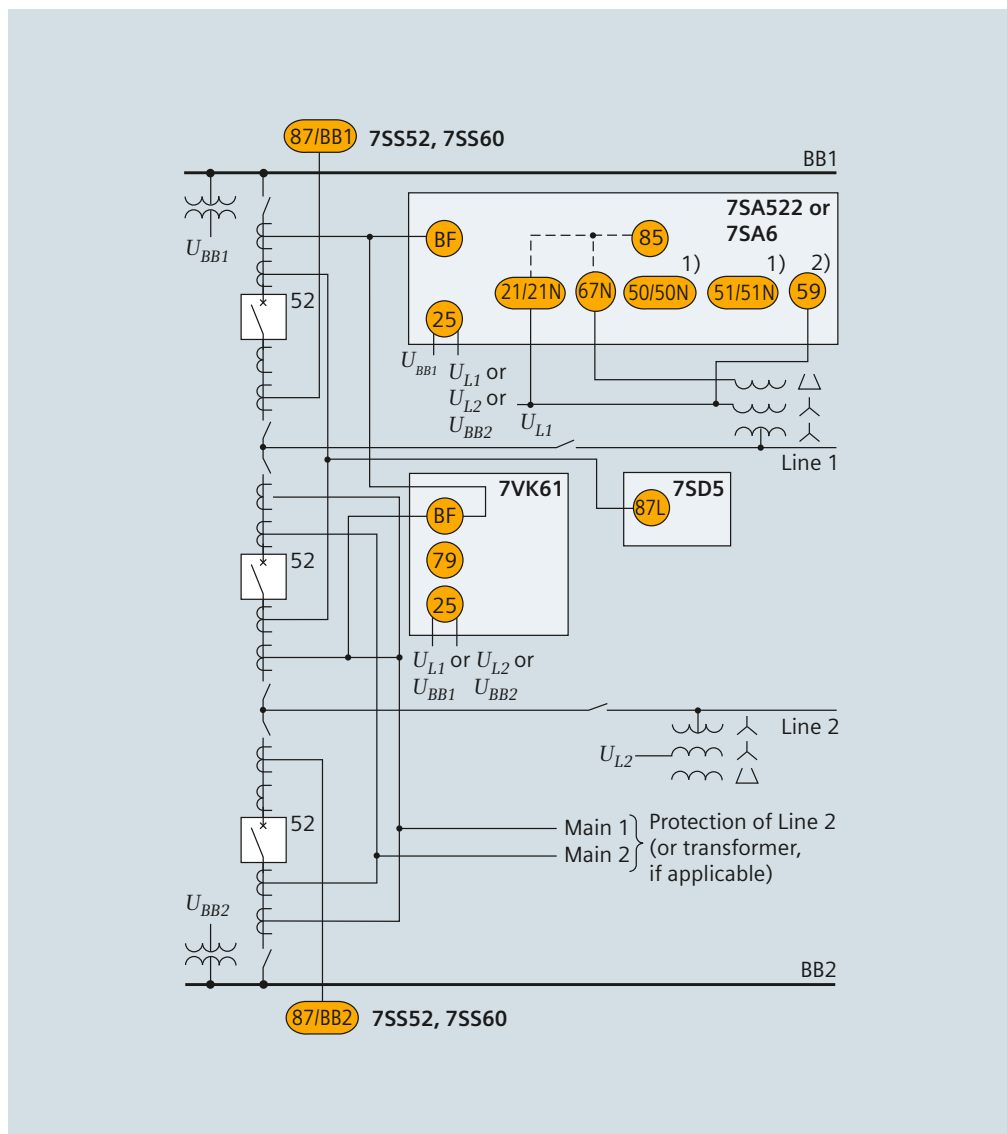 87/BB1 7SS52, 7SS60
BB1
U_BB1
7SA522 or
7SA6
BF
85
21/21N
67N
1)
50/50N
1)
51/51N
2)
59
25
U_BB1
U_L1 or
U_L2 or
U_BB2
U_L1
52
Line 1
7VK61
BF
79
25
U_L1 or U_L2 or
U_BB1 U_BB2
7SD5
87L
52
Line 2
U_L2
52
Main 1
Main 2
Protection of Line 2
(or transformer,
if applicable)
U_BB2
BB2
87/BB2 7SS52, 7SS60